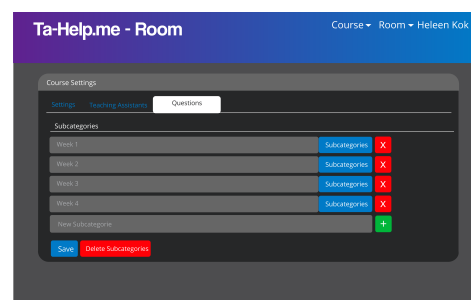 Ta-Help.me - Room
Course Room Heleen Kok
Course Settings
Settings Teaching Assistants Questions
Subcategories
Week 1 Subcategories X
Week 2 Subcategories X
Week 3 Subcategories X
Week 4 Subcategories X
New Subcategorie +
Save Delete Subcategories